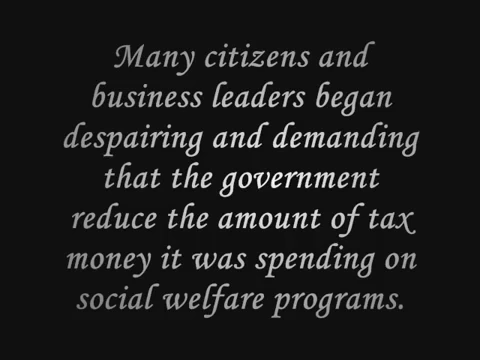 Many citizens and
business leaders began
despairing and demanding
that the government
reduce the amount of tax
money it was spending on
social welfare programs.